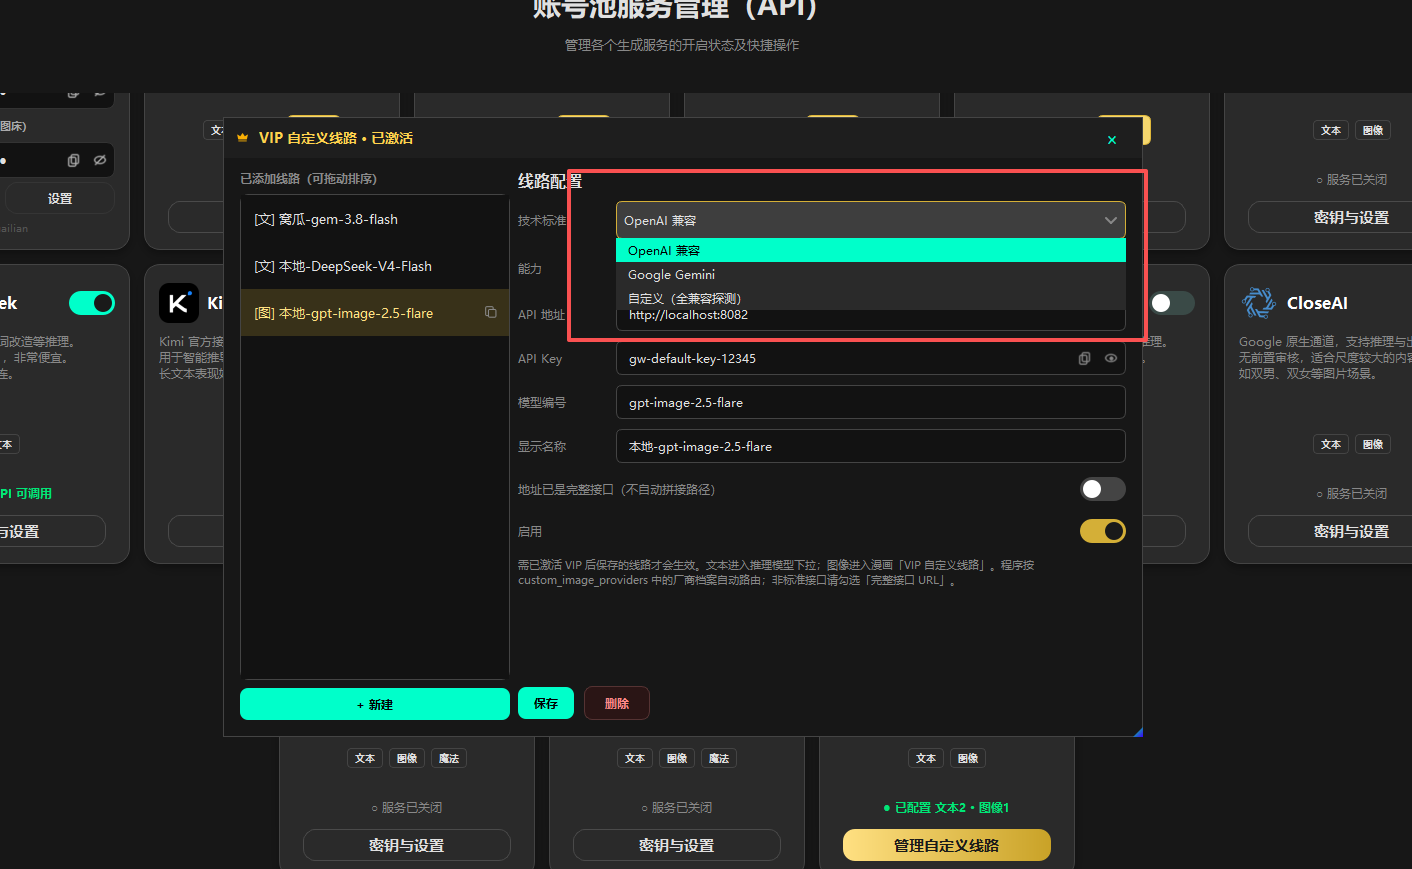 账号池服务管理（API）
管理各个生成服务的开启状态及快捷操作
图床)
设置
ailian
文本
图像
○ 服务已关闭
密钥与设置
VIP 自定义线路 • 已激活
×
已添加线路（可拖动排序）
[文] 窝瓜-gem-3.8-flash
[文] 本地-DeepSeek-V4-Flash
[图] 本地-gpt-image-2.5-flare
+ 新建
线路配置
技术标准
OpenAI 兼容
OpenAI 兼容
Google Gemini
自定义（全兼容探测）
能力
API 地址
http://localhost:8082
API Key
gw-default-key-12345
模型编号
gpt-image-2.5-flare
显示名称
本地-gpt-image-2.5-flare
地址已是完整接口（不自动拼接路径）
启用
需已激活 VIP 后保存的线路才会生效。文本进入推理模型下拉；图像进入漫画「VIP 自定义线路」。程序按
custom_image_providers 中的厂商档案自动路由；非标准接口请勾选「完整接口 URL」。
保存
删除
ek
词改造等推理。
，非常便宜。
连。
PI 可调用
与设置
Ki
Kimi 官方接
用于智能推
长文本表现
推理。
CloseAI
Google 原生通道，支持推理与出
无前置审核，适合尺度较大的内容
如双男、双女等图片场景。
文本
图像
○ 服务已关闭
密钥与设置
文本
图像
魔法
○ 服务已关闭
密钥与设置
文本
图像
魔法
○ 服务已关闭
密钥与设置
文本
图像
● 已配置 文本2 • 图像1
管理自定义线路